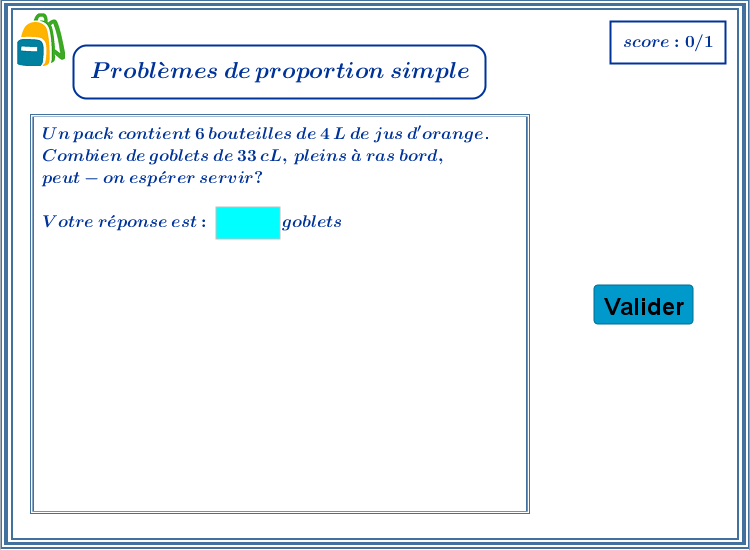 score : 0/1
Problèmes de proportion simple
Un pack contient 6 bouteilles de 4 L de jus d'orange.
Combien de goblets de 33 cL, pleins à ras bord,
peut - on espérer servir?
Votre réponse est : goblets
Valider